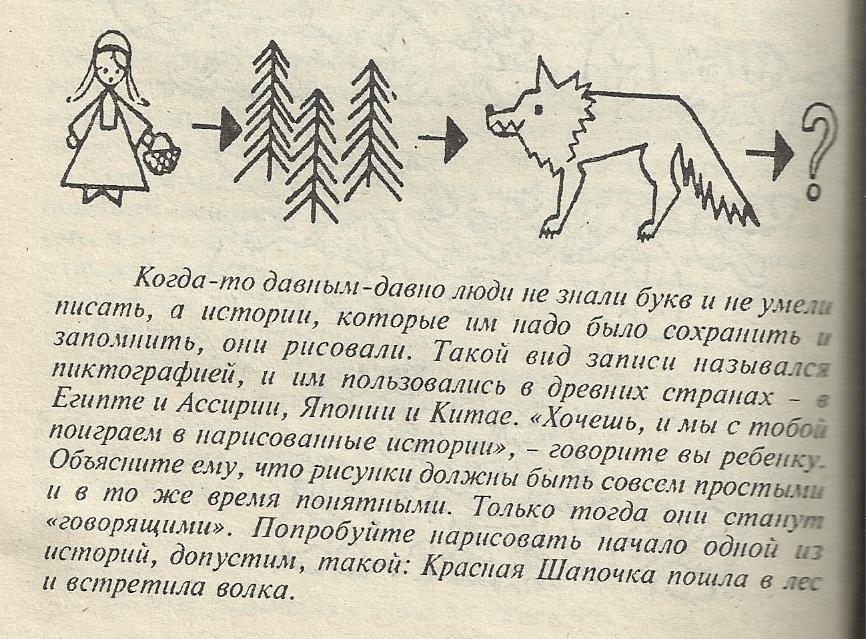 ?
Когда-то давным-давно люди не знали букв и не умели
писать, а истории, которые им надо было сохранить и
запомнить, они рисовали. Такой вид записи назывался
пиктографией, и им пользовались в древних странах – в
Египте и Ассирии, Японии и Китае. «Хочешь, и мы с тобой
поиграем в нарисованные истории», – говорите вы ребенку.
Объясните ему, что рисунки должны быть совсем простыми
и в то же время понятными. Только тогда они станут
«говорящими». Попробуйте нарисовать начало одной из
историй, допустим, такой: Красная Шапочка пошла в лес
и встретила волка.